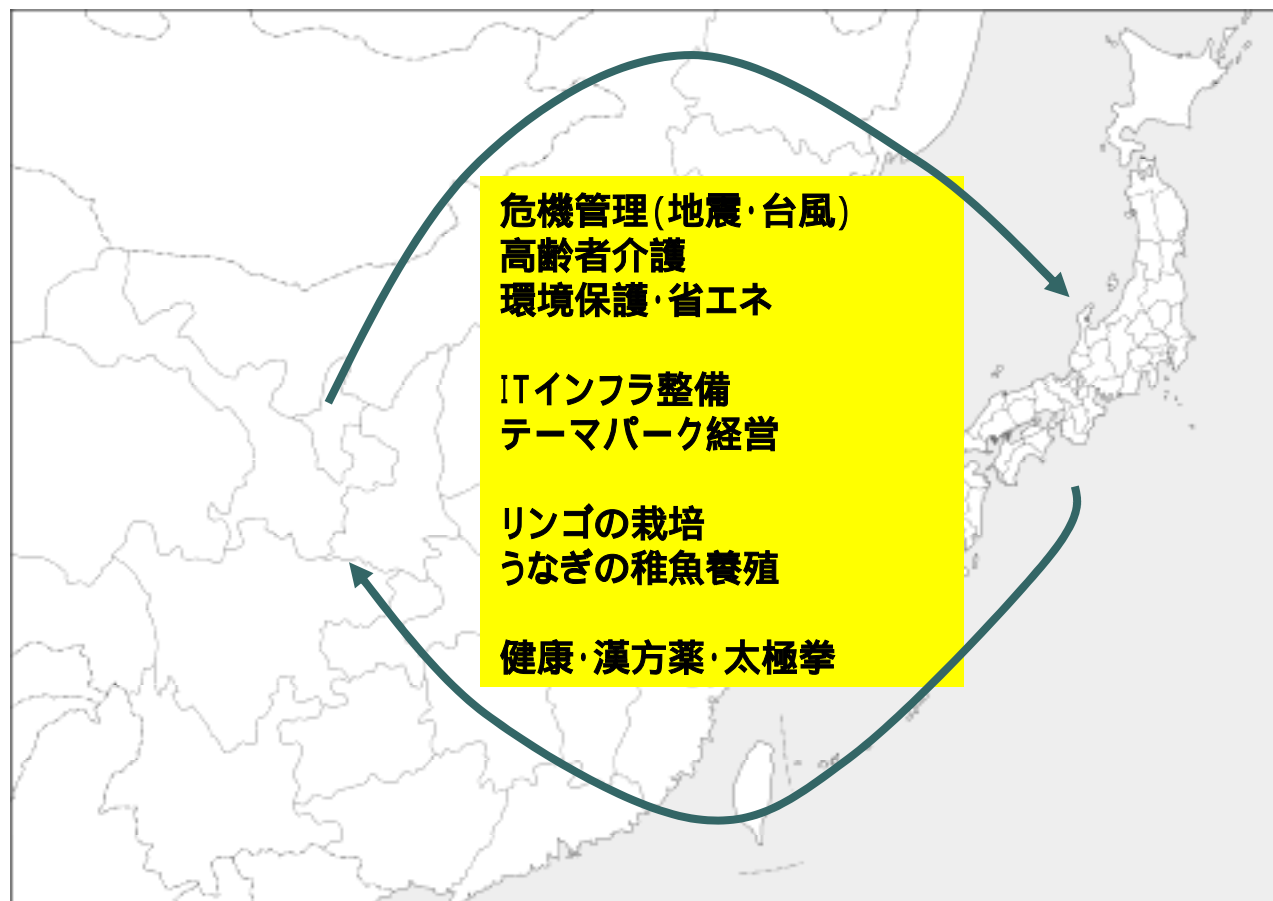 危機管理(地震･台風)
高齢者介護
環境保護･省エネ
ITインフラ整備
テーマパーク経営
リンゴの栽培
うなぎの稚魚養殖
健康･漢方薬･太極拳